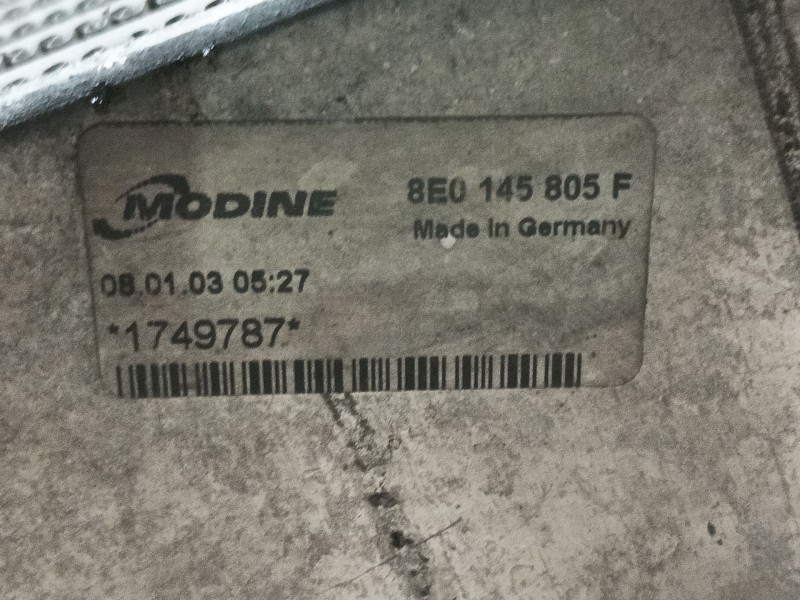 MODINE
8E0 145 805 F
Made in Germany
08.01.03 05:27
*1749787*